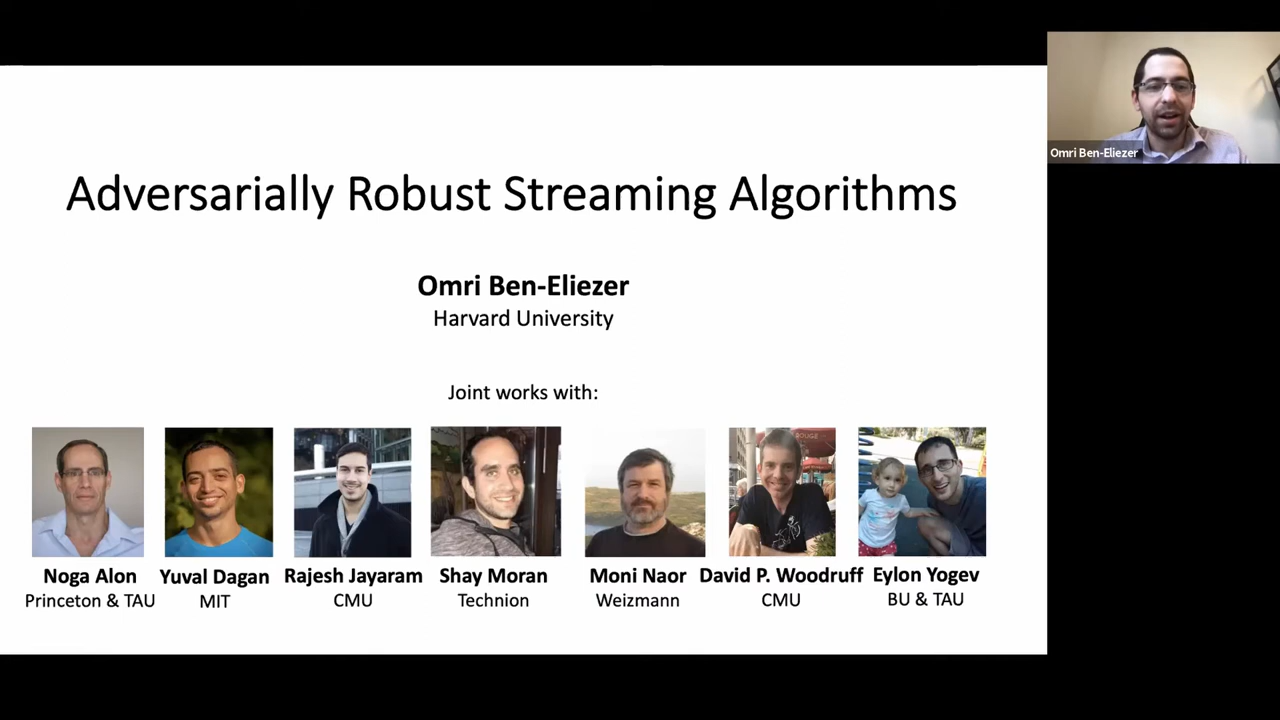 Adversarially Robust Streaming Algorithms
Omri Ben-Eliezer
Harvard University
Joint works with:
Noga Alon
Princeton & TAU
Yuval Dagan
MIT
Rajesh Jayaram
CMU
Shay Moran
Technion
Moni Naor
Weizmann
David P. Woodruff
CMU
Eylon Yogev
BU & TAU
Omri Ben-Eliezer
ROUGE